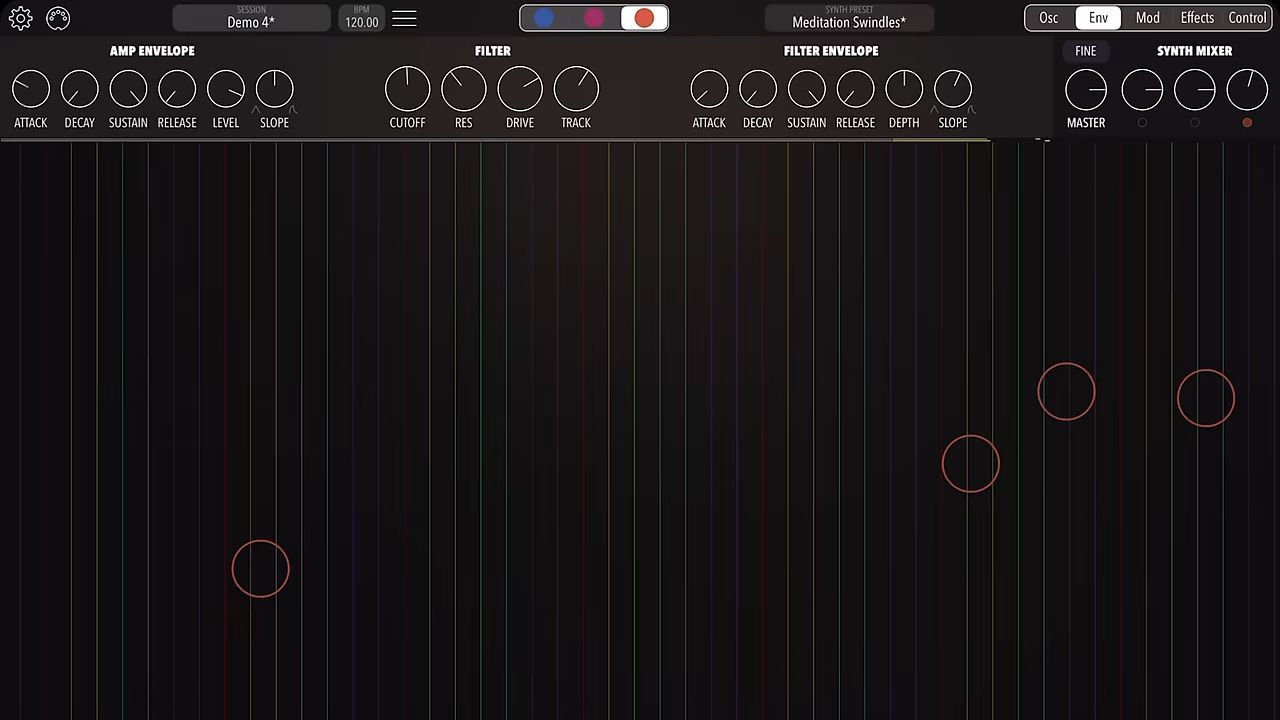 SESSION
Demo 4*
BPM
120.00
SYNTH PRESET
Meditation Swindles*
Osc
Env
Mod
Effects
Control
AMP ENVELOPE
FILTER
FILTER ENVELOPE
FINE
SYNTH MIXER
ATTACK
DECAY
SUSTAIN
RELEASE
LEVEL
SLOPE
CUTOFF
RES
DRIVE
TRACK
ATTACK
DECAY
SUSTAIN
RELEASE
DEPTH
SLOPE
MASTER